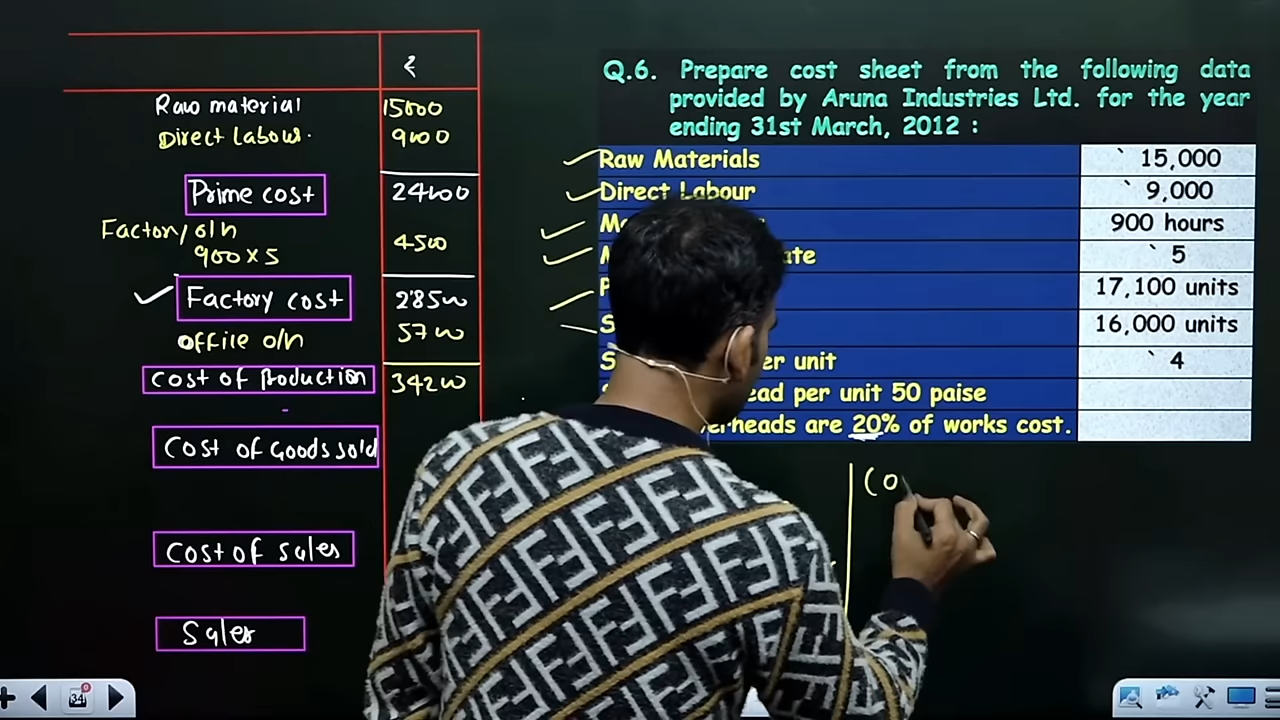 ₹
Raw material 15000
Direct Labour. 9000
Prime cost 24000
Factory o/h
900 x 5 4500
Factory cost 28500
office o/h 5700
Cost of Production 34200
Cost of Goods sold
Cost of sales
Sales
Q.6. Prepare cost sheet from the following data
provided by Aruna Industries Ltd. for the year
ending 31st March, 2012 :
Raw Materials ` 15,000
Direct Labour ` 9,000
900 hours
` 5
17,100 units
16,000 units
er unit ` 4
per unit 50 paise
are 20% of works cost.
(o
34